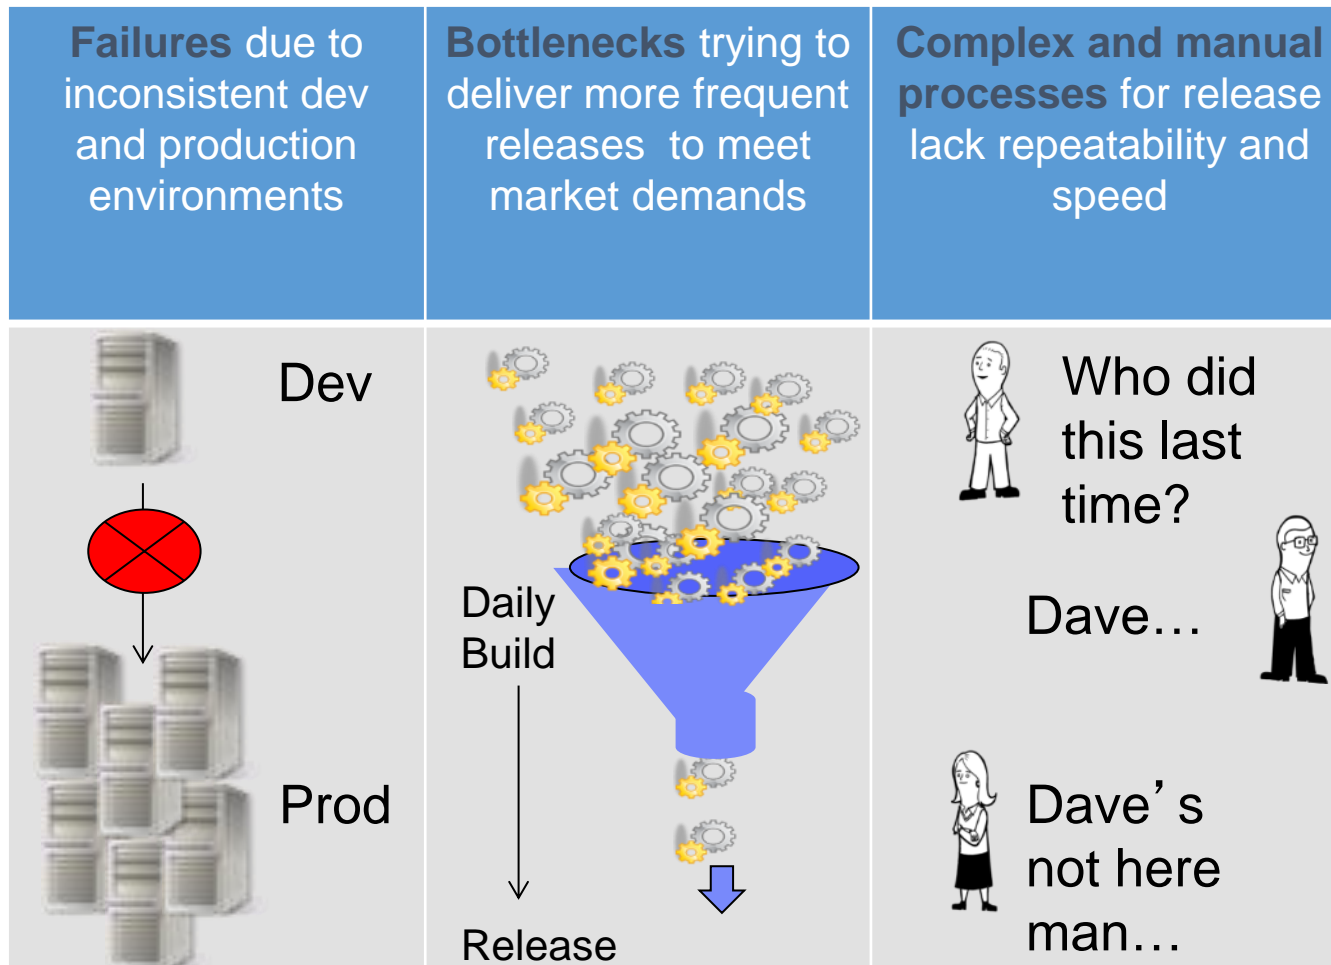 Failures due to
inconsistent dev
and production
environments
Bottlenecks trying to
deliver more frequent
releases to meet
market demands
Complex and manual
processes for release
lack repeatability and
speed
Dev
Prod
Daily
Build
Release
Who did
this last
time?
Dave…
Dave’s
not here
man…